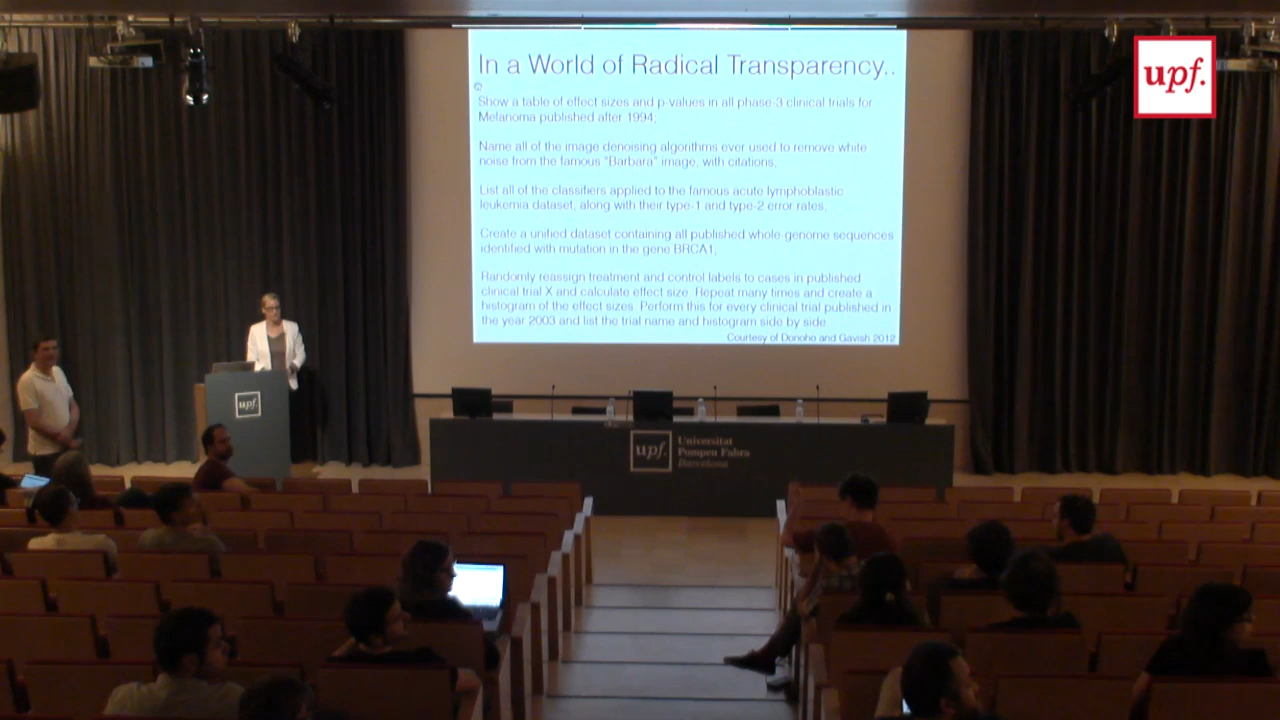 In a World of Radical Transparency..
Show a table of effect sizes and p-values in all phase-3 clinical trials for
Melanoma published after 1994;
Name all of the image denoising algorithms ever used to remove white
noise from the famous "Barbara" image, with citations;
List all of the classifiers applied to the famous acute lymphoblastic
leukemia dataset, along with their type-1 and type-2 error rates;
Create a unified dataset containing all published whole-genome sequences
identified with mutation in the gene BRCA1;
Randomly reassign treatment and control labels to cases in published
clinical trial X and calculate effect size. Repeat many times and create a
histogram of the effect sizes. Perform this for every clinical trial published in
the year 2003 and list the trial name and histogram side by side.
Courtesy of Donoho and Gavish 2012
upf.
upf.
upf.
Universitat
Pompeu Fabra
Barcelona